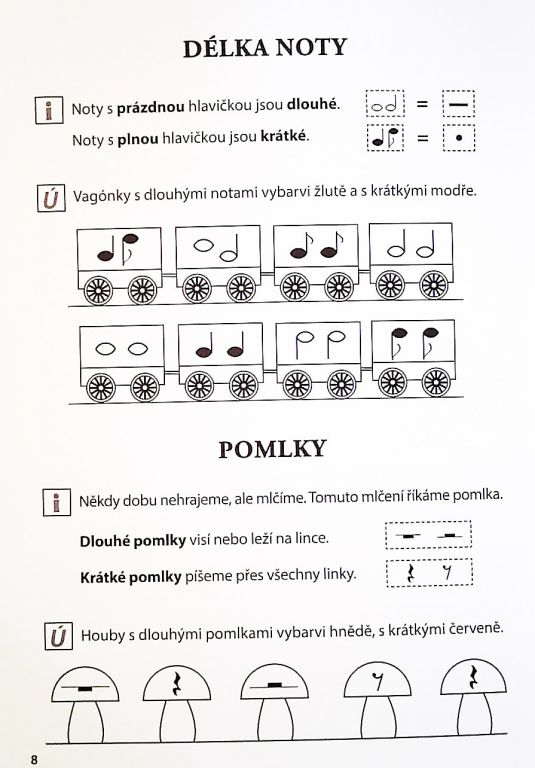 DÉLKA NOTY
i Noty s prázdnou hlavičkou jsou dlouhé. =
Noty s plnou hlavičkou jsou krátké. =
Ú Vagónky s dlouhými notami vybarvi žlutě a s krátkými modře.
POMLKY
i Někdy dobu nehrajeme, ale mlčíme. Tomuto mlčení říkáme pomlka.
Dlouhé pomlky visí nebo leží na lince.
Krátké pomlky píšeme přes všechny linky.
Ú Houby s dlouhými pomlkami vybarvi hnědě, s krátkými červeně.
8